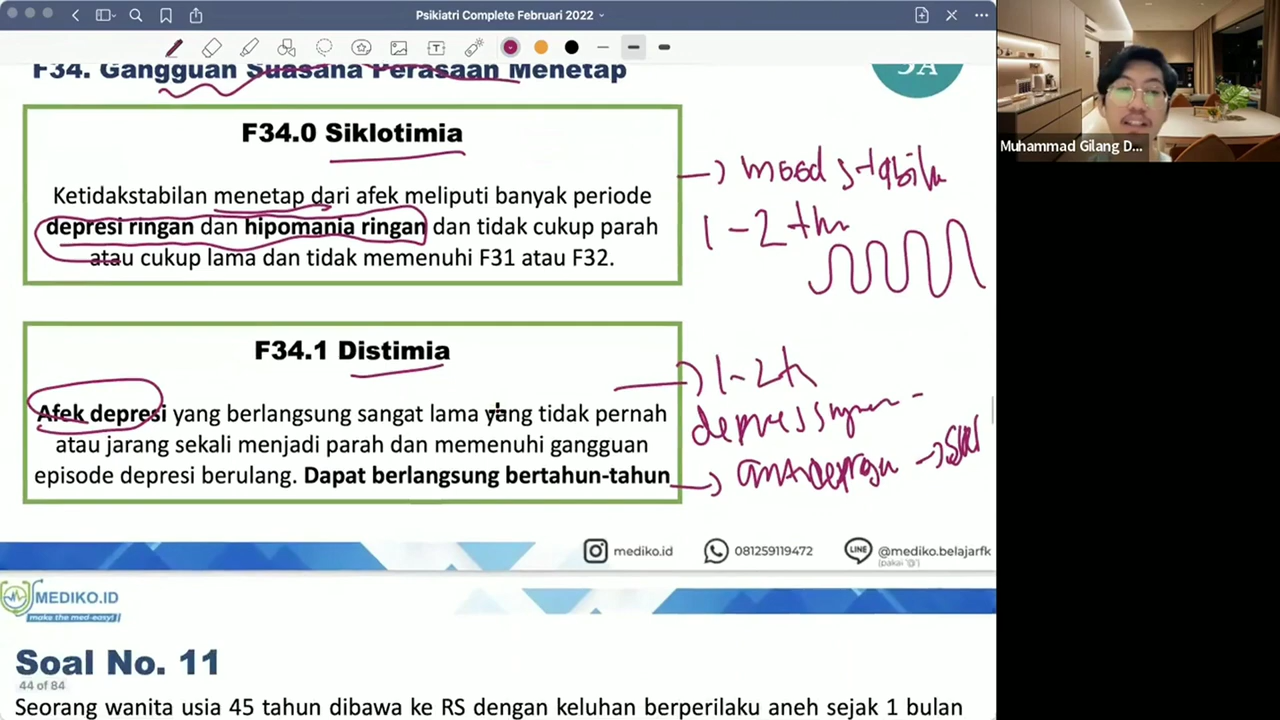 Psikiatri Complete Februari 2022
F34. Gangguan Suasana Perasaan Menetap
3A
F34.0 Siklotimia
Ketidakstabilan menetap dari afek meliputi banyak periode
depresi ringan dan hipomania ringan dan tidak cukup parah
atau cukup lama dan tidak memenuhi F31 atau F32.
→ mood stabilu
1-2 thn
F34.1 Distimia
Afek depresi yang berlangsung sangat lama yang tidak pernah
atau jarang sekali menjadi parah dan memenuhi gangguan
episode depresi berulang. Dapat berlangsung bertahun-tahun
→ 1-2 th
→
mediko.id
081259119472
LINE
@mediko.belajarfk
(pakai '@')
MEDIKO.ID
make the med-easy!
Soal No. 11
44 of 84
Seorang wanita usia 45 tahun dibawa ke RS dengan keluhan berperilaku aneh sejak 1 bulan
Muhammad Gilang D...